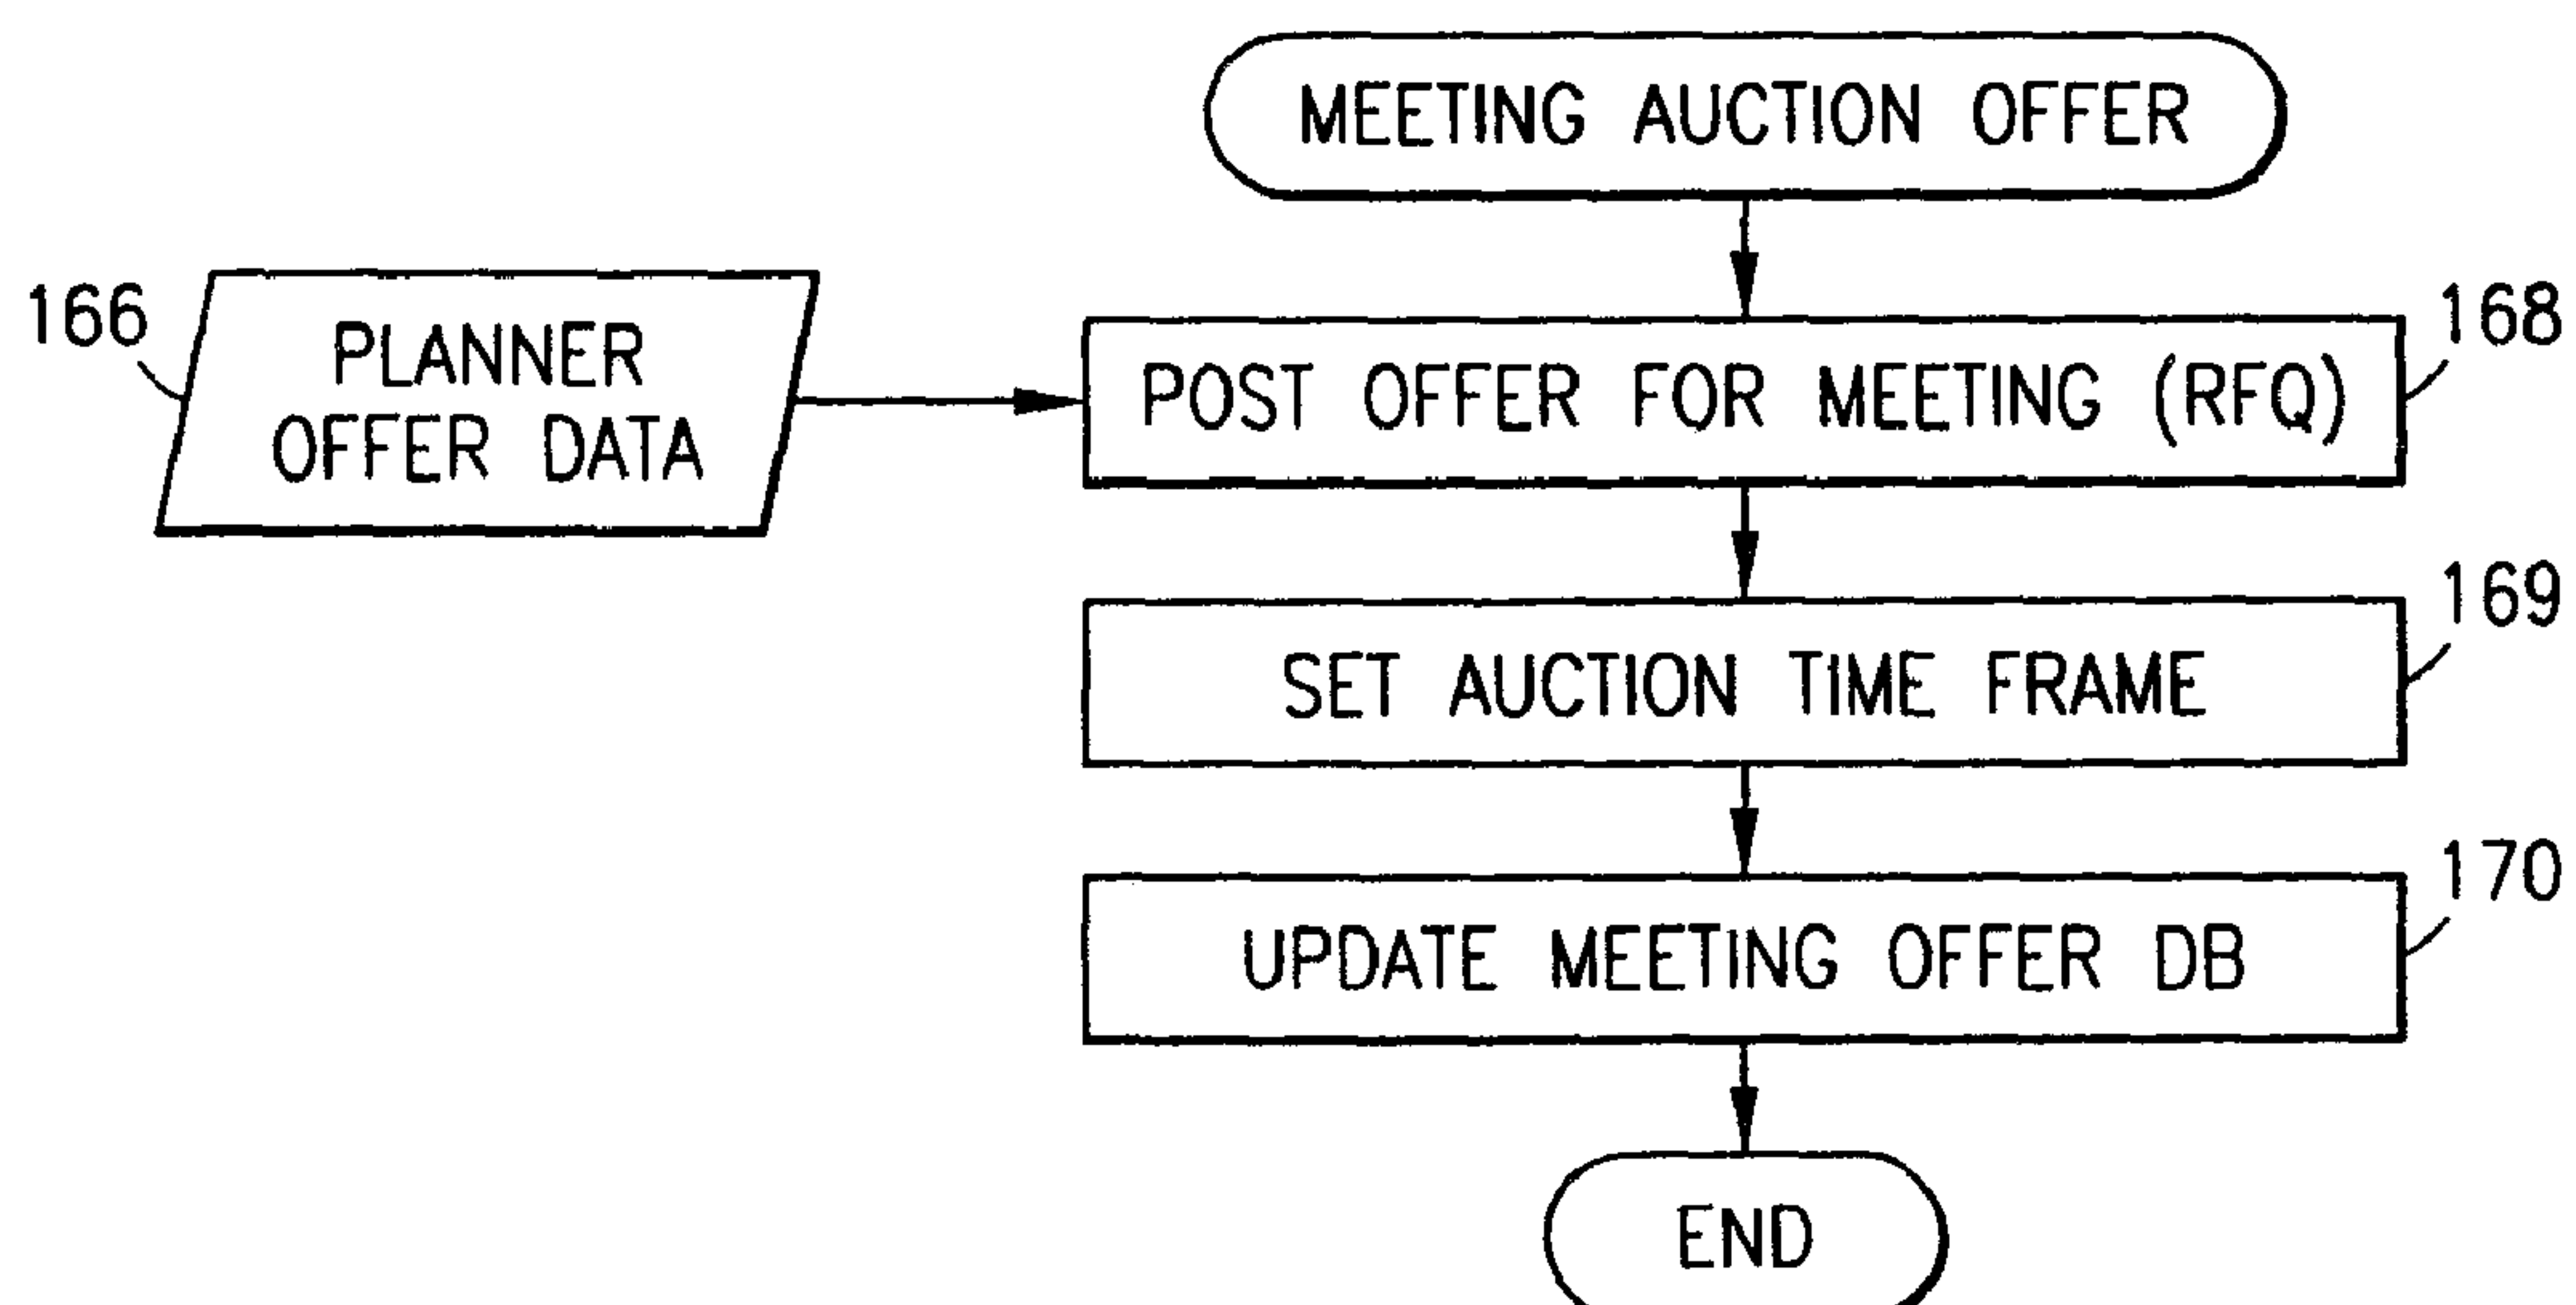 MEETING AUCTION OFFER
166
PLANNER
OFFER DATA
POST OFFER FOR MEETING (RFQ)
168
SET AUCTION TIME FRAME
169
UPDATE MEETING OFFER DB
170
END